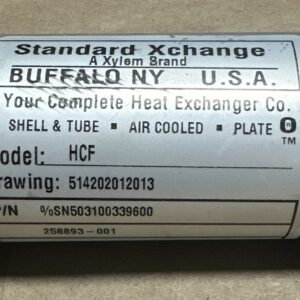 Standard Xchange
A Xylem Brand
BUFFALO NY U.S.A.
Your Complete Heat Exchanger Co.
SHELL & TUBE ▪ AIR COOLED ▪ PLATE
TM
odel: HCF
rawing: 514202012013
P/N %SN503100339600
258893-001